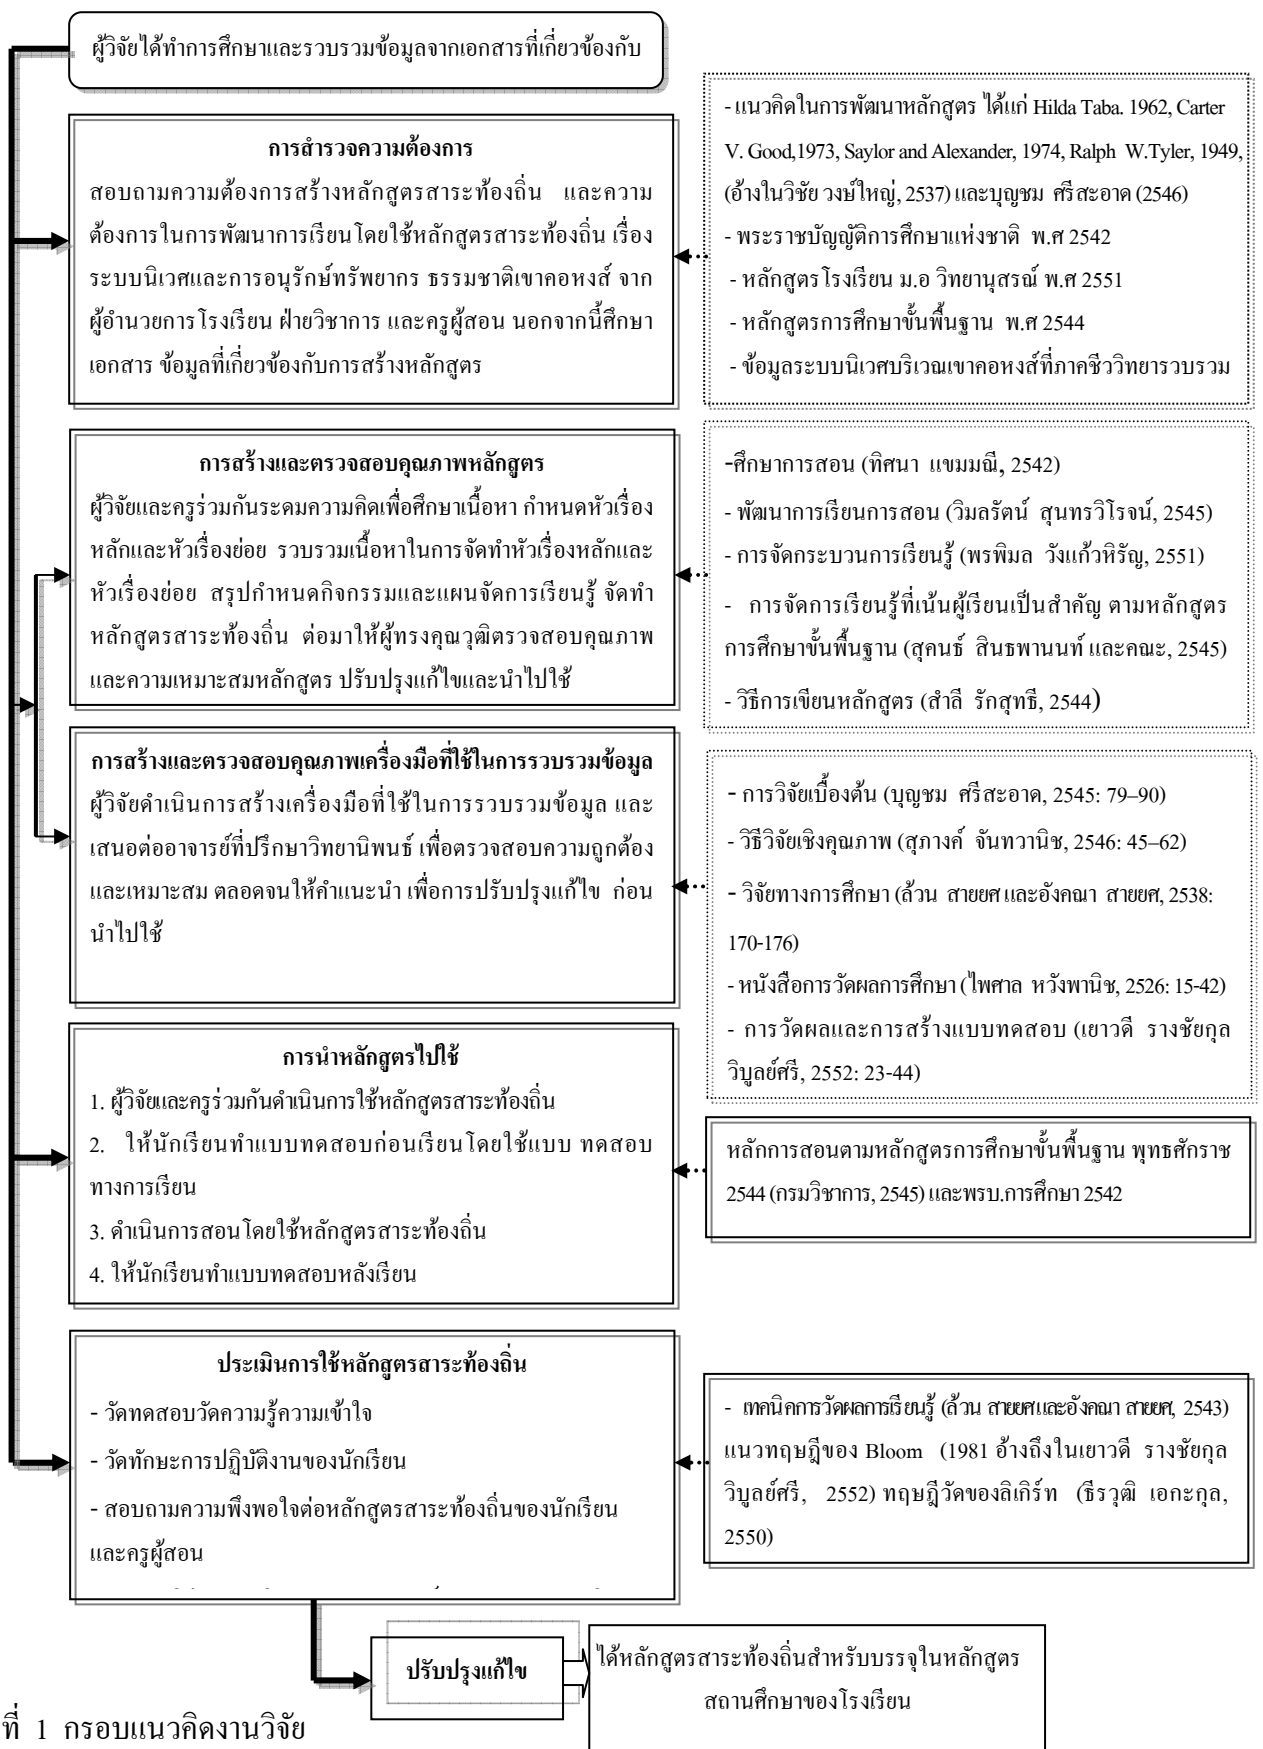 ผู้วิจัยได้ทำการศึกษาและรวบรวมข้อมูลจากเอกสารที่เกี่ยวข้องกับ
การสำรวจความต้องการ
สอบถามความต้องการสร้างหลักสูตรสาระท้องถิ่น และความ
ต้องการในการพัฒนาการเรียนโดยใช้หลักสูตรสาระท้องถิ่น เรื่อง
ระบบนิเวศและการอนุรักษ์ทรัพยากร ธรรมชาติเขาคอหงส์ จาก
ผู้อำนวยการโรงเรียน ฝ่ายวิชาการ และครูผู้สอน นอกจากนี้ศึกษา
เอกสาร ข้อมูลที่เกี่ยวข้องกับการสร้างหลักสูตร
- แนวคิดในการพัฒนาหลักสูตร ได้แก่ Hilda Taba. 1962, Carter
V. Good,1973, Saylor and Alexander, 1974, Ralph W.Tyler, 1949,
(อ้างในวิชัย วงษ์ใหญ่, 2537) และบุญชม ศรีสะอาด (2546)
- พระราชบัญญัติการศึกษาแห่งชาติ พ.ศ 2542
- หลักสูตรโรงเรียน ม.อ วิทยานุสรณ์ พ.ศ 2551
- หลักสูตรการศึกษาขั้นพื้นฐาน พ.ศ 2544
- ข้อมูลระบบนิเวศบริเวณเขาคอหงส์ที่ภาคชีววิทยารวบรวม
การสร้างและตรวจสอบคุณภาพหลักสูตร
ผู้วิจัยและครูร่วมกันระดมความคิดเพื่อศึกษาเนื้อหา กำหนดหัวเรื่อง
หลักและหัวเรื่องย่อย รวบรวมเนื้อหาในการจัดทำหัวเรื่องหลักและ
หัวเรื่องย่อย สรุปกำหนดกิจกรรมและแผนจัดการเรียนรู้ จัดทำ
หลักสูตรสาระท้องถิ่น ต่อมาให้ผู้ทรงคุณวุฒิตรวจสอบคุณภาพ
และความเหมาะสมหลักสูตร ปรับปรุงแก้ไขและนำไปใช้
-ศึกษาการสอน (ทิศนา แขมมณี, 2542)
- พัฒนาการเรียนการสอน (วิมลรัตน์ สุนทรวิโรจน์, 2545)
- การจัดกระบวนการเรียนรู้ (พรพิมล วังแก้วหิรัญ, 2551)
- การจัดการเรียนรู้ที่เน้นผู้เรียนเป็นสำคัญ ตามหลักสูตร
การศึกษาขั้นพื้นฐาน (สุคนธ์ สินธพานนท์ และคณะ, 2545)
- วิธีการเขียนหลักสูตร (สำลี รักสุทธี, 2544)
การสร้างและตรวจสอบคุณภาพเครื่องมือที่ใช้ในการรวบรวมข้อมูล
ผู้วิจัยดำเนินการสร้างเครื่องมือที่ใช้ในการรวบรวมข้อมูล และ
เสนอต่ออาจารย์ที่ปรึกษาวิทยานิพนธ์ เพื่อตรวจสอบความถูกต้อง
และเหมาะสม ตลอดจนให้คำแนะนำ เพื่อการปรับปรุงแก้ไข ก่อน
นำไปใช้
- การวิจัยเบื้องต้น (บุญชม ศรีสะอาด, 2545: 79–90)
- วิธีวิจัยเชิงคุณภาพ (สุภางค์ จันทวานิช, 2546: 45–62)
- วิจัยทางการศึกษา (ล้วน สายยศ และอังคณา สายยศ, 2538:
170-176)
- หนังสือการวัดผลการศึกษา (ไพศาล หวังพานิช, 2526: 15-42)
- การวัดผลและการสร้างแบบทดสอบ (เยาวดี รางชัยกุล
วิบูลย์ศรี, 2552: 23-44)
การนำหลักสูตรไปใช้
1. ผู้วิจัยและครูร่วมกันดำเนินการใช้หลักสูตรสาระท้องถิ่น
2. ให้นักเรียนทำแบบทดสอบก่อนเรียนโดยใช้แบบ ทดสอบ
ทางการเรียน
3. ดำเนินการสอนโดยใช้หลักสูตรสาระท้องถิ่น
4. ให้นักเรียนทำแบบทดสอบหลังเรียน
หลักการสอนตามหลักสูตรการศึกษาขั้นพื้นฐาน พุทธศักราช
2544 (กรมวิชาการ, 2545) และพรบ.การศึกษา 2542
ประเมินการใช้หลักสูตรสาระท้องถิ่น
- วัดทดสอบวัดความรู้ความเข้าใจ
- วัดทักษะการปฏิบัติงานของนักเรียน
- สอบถามความพึงพอใจต่อหลักสูตรสาระท้องถิ่นของนักเรียน
และครูผู้สอน
- เทคนิคการวัดผลการเรียนรู้ (ล้วน สายยศและอังคณา สายยศ, 2543)
แนวทฤษฎีของ Bloom (1981 อ้างถึงในเยาวดี รางชัยกุล
วิบูลย์ศรี, 2552) ทฤษฎีวัดของลิเกิร์ท (ธีรวุฒิ เอกะกุล,
2550)
ปรับปรุงแก้ไข
ได้หลักสูตรสาระท้องถิ่นสำหรับบรรจุในหลักสูตร
สถานศึกษาของโรงเรียน
ที่ 1 กรอบแนวคิดงานวิจัย